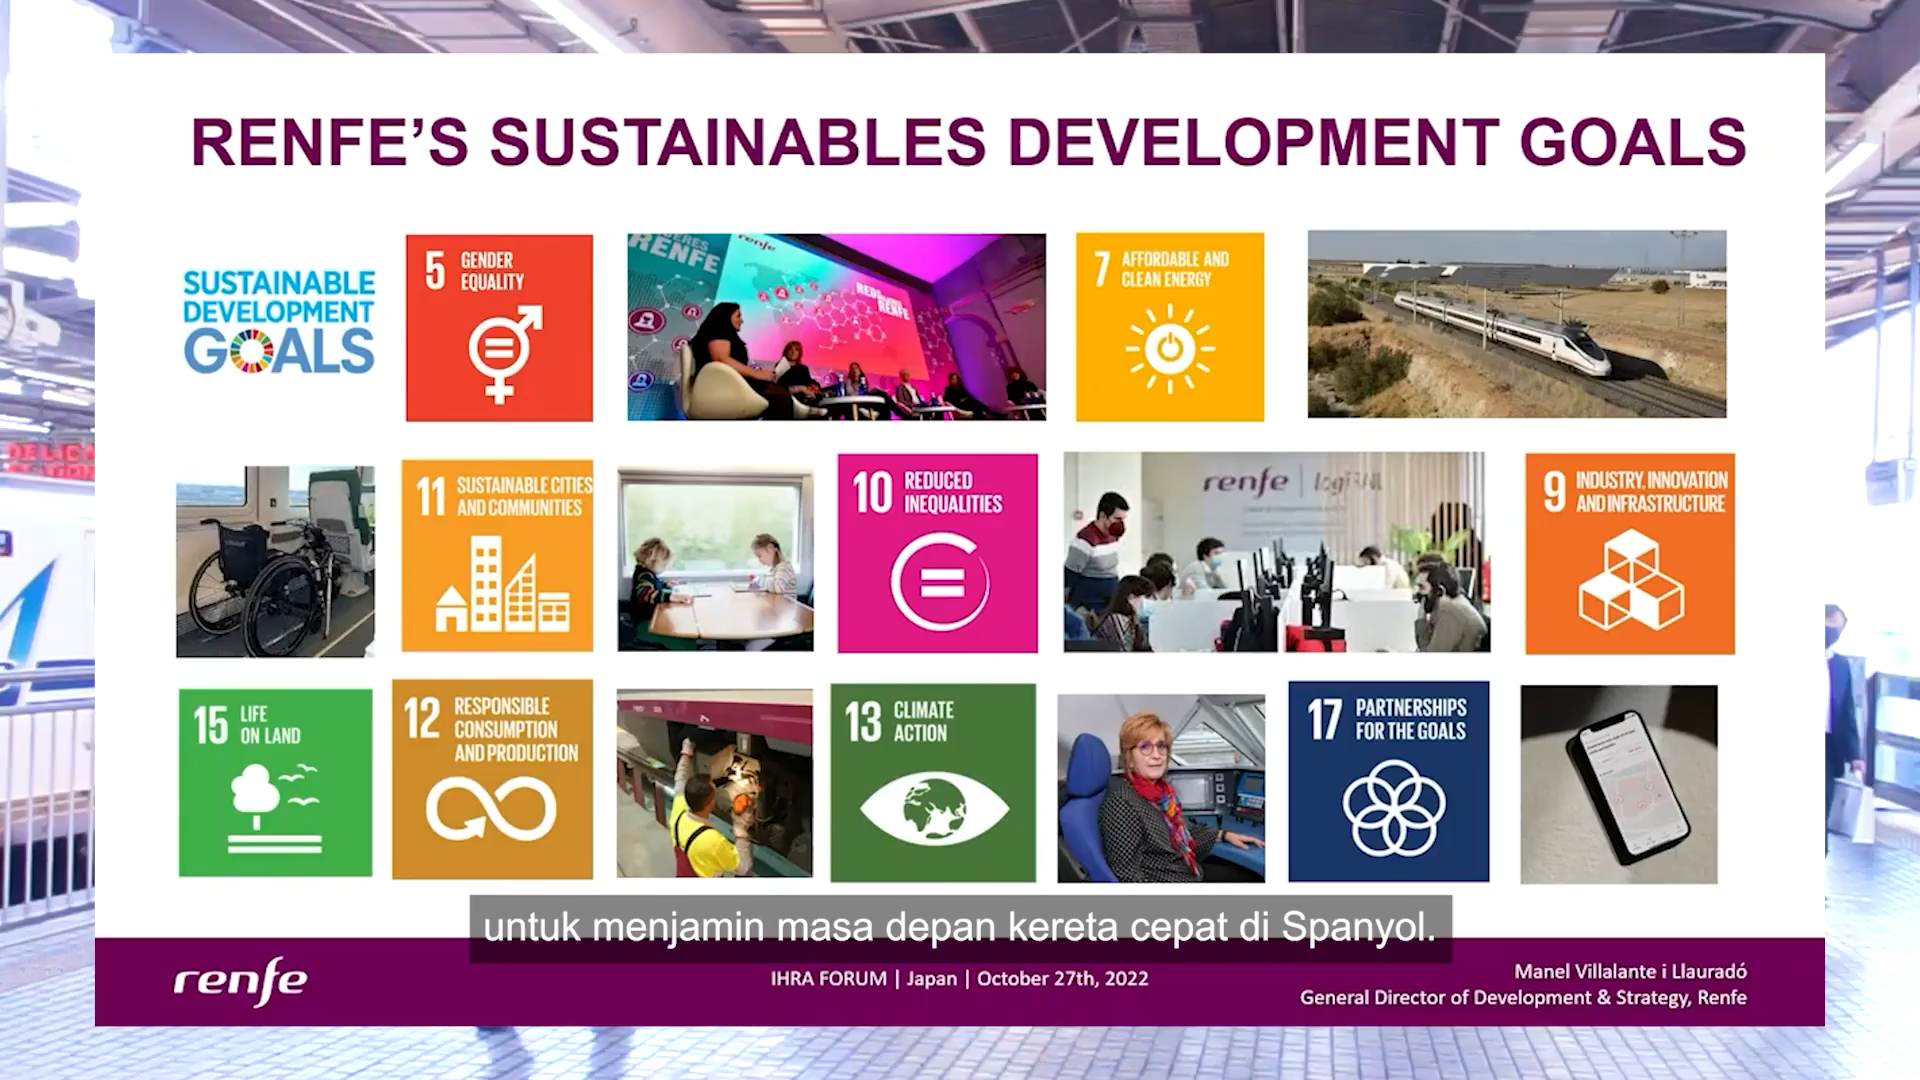 RENFE'S SUSTAINABLES DEVELOPMENT GOALS
SUSTAINABLE
DEVELOPMENT
GOALS
5 GENDER
EQUALITY
RENFE
renfe
7 AFFORDABLE AND
CLEAN ENERGY
11 SUSTAINABLE CITIES
AND COMMUNITIES
10 REDUCED
INEQUALITIES
renfe
9 INDUSTRY, INNOVATION
AND INFRASTRUCTURE
15 LIFE
ON LAND
12 RESPONSIBLE
CONSUMPTION
AND PRODUCTION
13 CLIMATE
ACTION
17 PARTNERSHIPS
FOR THE GOALS
untuk menjamin masa depan kereta cepat di Spanyol.
renfe
IHRA FORUM | Japan | October 27th, 2022
Manel Villalante i Llauradó
General Director of Development & Strategy, Renfe